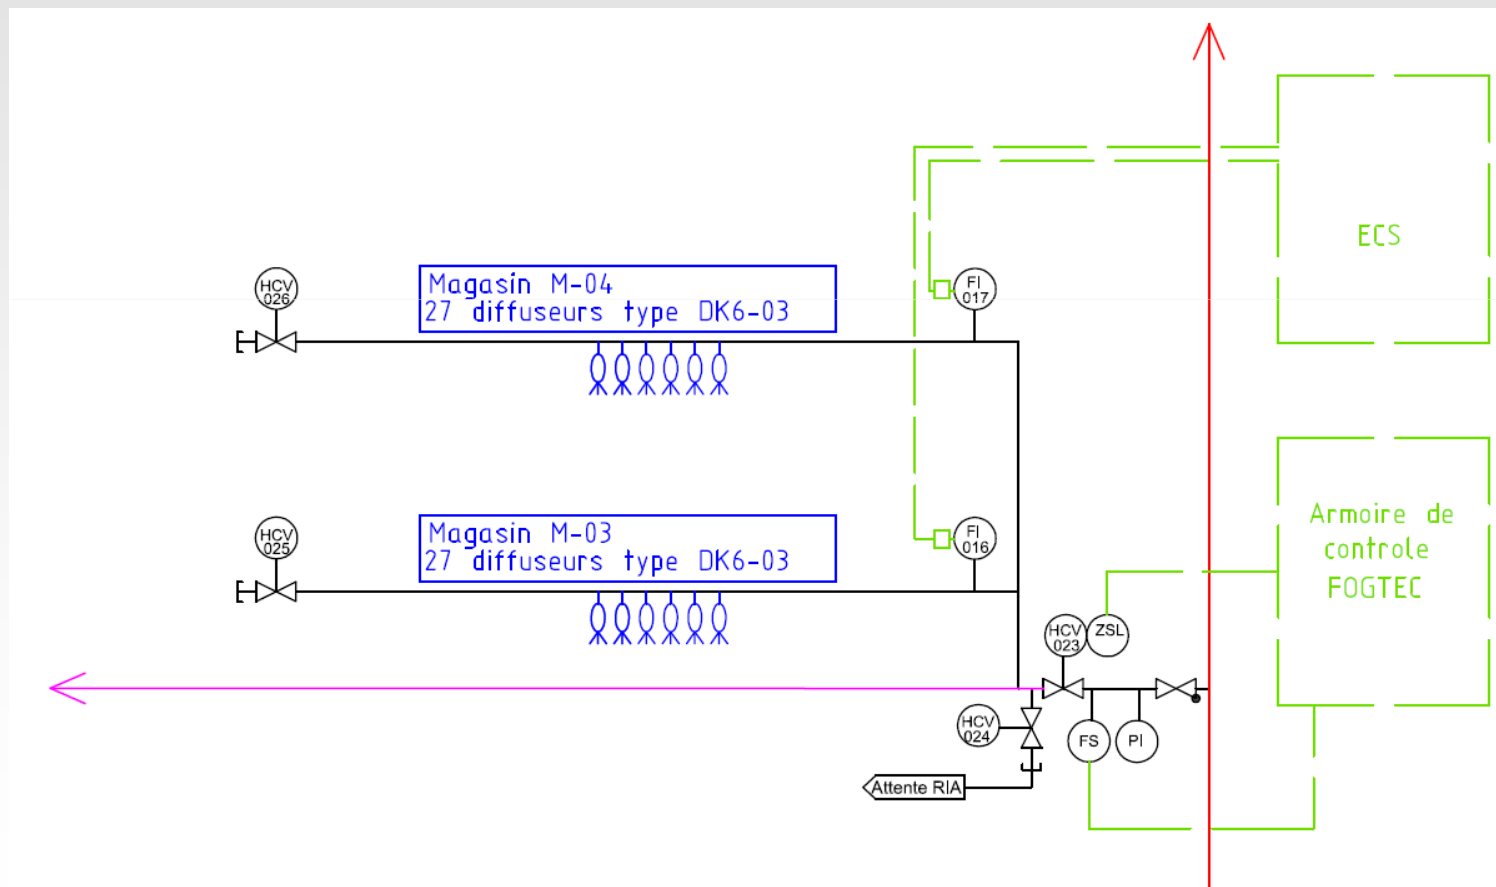 ECS
HCV
026
Magasin M-04
27 diffuseurs type DK6-03
FI
017
HCV
025
Magasin M-03
27 diffuseurs type DK6-03
FI
016
Armoire de
controle
FOGTEC
HCV
023
ZSL
HCV
024
FS
PI
Attente RIA